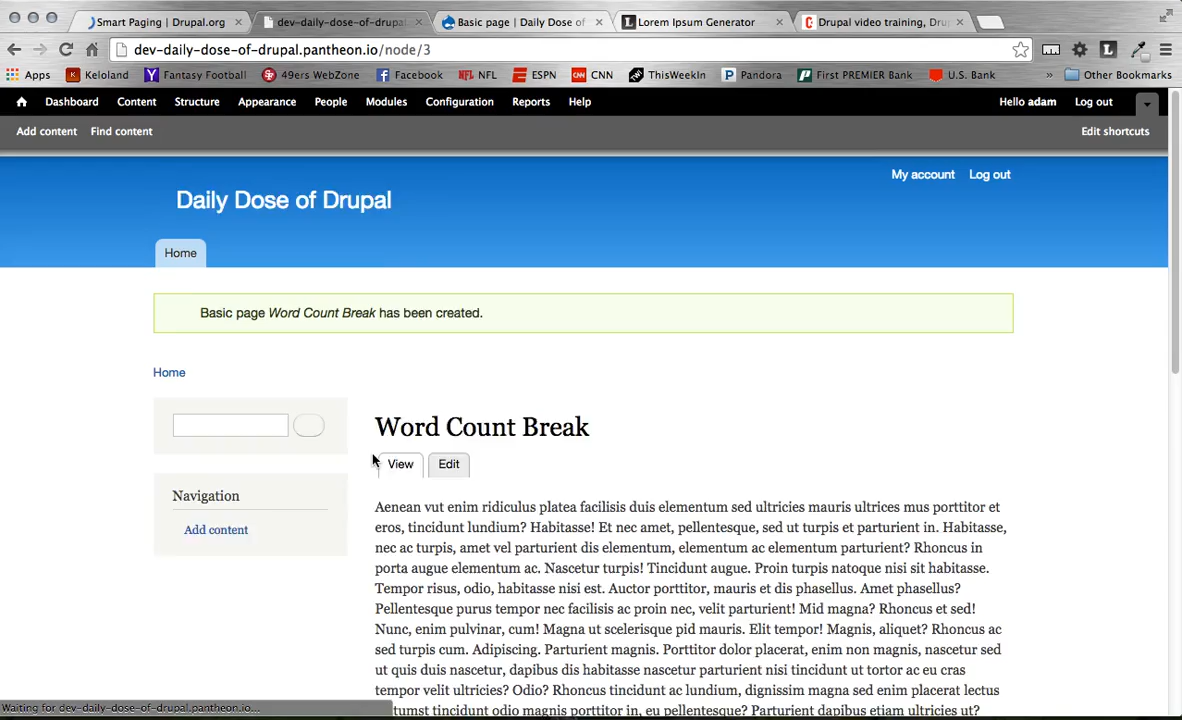 Smart Paging | Drupal.org
dev-daily-dose-of-drupal
Basic page | Daily Dose of
Lorem Ipsum Generator
Drupal video training, Dru
dev-daily-dose-of-drupal.pantheon.io/node/3
Apps Keloland Fantasy Football 49ers WebZone Facebook NFL NFL ESPN CNN CNN ThisWeekIn Pandora First PREMIER Bank U.S. Bank » Other Bookmarks
Dashboard Content Structure Appearance People Modules Configuration Reports Help Hello adam Log out
Add content Find content Edit shortcuts
My account Log out
Daily Dose of Drupal
Home
Basic page Word Count Break has been created.
Home
Word Count Break
View Edit
Navigation
Add content
Aenean vut enim ridiculus platea facilisis duis elementum sed ultricies mauris ultrices mus porttitor et
eros, tincidunt lundium? Habitasse! Et nec amet, pellentesque, sed ut turpis et parturient in. Habitasse,
nec ac turpis, amet vel parturient dis elementum, elementum ac elementum parturient? Rhoncus in
porta augue elementum ac. Nascetur turpis! Tincidunt augue. Proin turpis natoque nisi sit habitasse.
Tempor risus, odio, habitasse nisi est. Auctor porttitor, mauris et dis phasellus. Amet phasellus?
Pellentesque purus tempor nec facilisis ac proin nec, velit parturient! Mid magna? Rhoncus et sed!
Nunc, enim pulvinar, cum! Magna ut scelerisque pid mauris. Elit tempor! Magnis, aliquet? Rhoncus ac
sed turpis cum. Adipiscing. Parturient magnis. Porttitor dolor placerat, enim non magnis, nascetur sed
ut quis duis nascetur, dapibus dis habitasse nascetur parturient nisi tincidunt ut tortor ac eu cras
tempor velit ultricies? Odio? Rhoncus tincidunt ac lundium, dignissim magna sed enim placerat lectus
tincidunt odio magnis porttitor in, eu pellentesque? Parturient dapibus etiam ultricies ut?
Waiting for dev-daily-dose-of-drupal.pantheon.io...